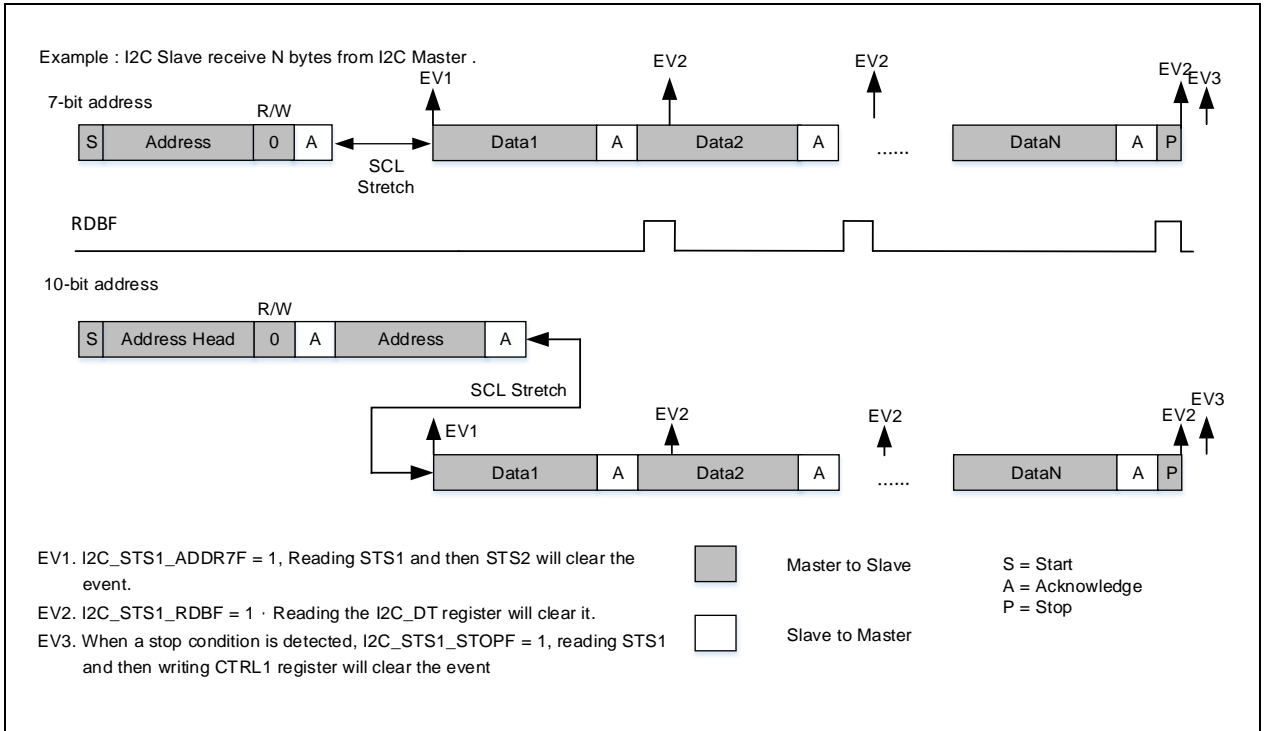 Example : I2C Slave receive N bytes from I2C Master .
EV1 EV2 EV2 EV2 EV3
7-bit address
R/W
S Address 0 A Data1 A Data2 A ...... DataN A P
SCL
Stretch
RDBF
10-bit address
R/W
S Address Head 0 A Address A
SCL Stretch
EV1 EV2 EV2 EV2 EV3
Data1 A Data2 A ...... DataN A P
EV1. I2C_STS1_ADDR7F = 1, Reading STS1 and then STS2 will clear the
event.
EV2. I2C_STS1_RDBF = 1 · Reading the I2C_DT register will clear it.
EV3. When a stop condition is detected, I2C_STS1_STOPF = 1, reading STS1
and then writing CTRL1 register will clear the event
Master to Slave
Slave to Master
S = Start
A = Acknowledge
P = Stop